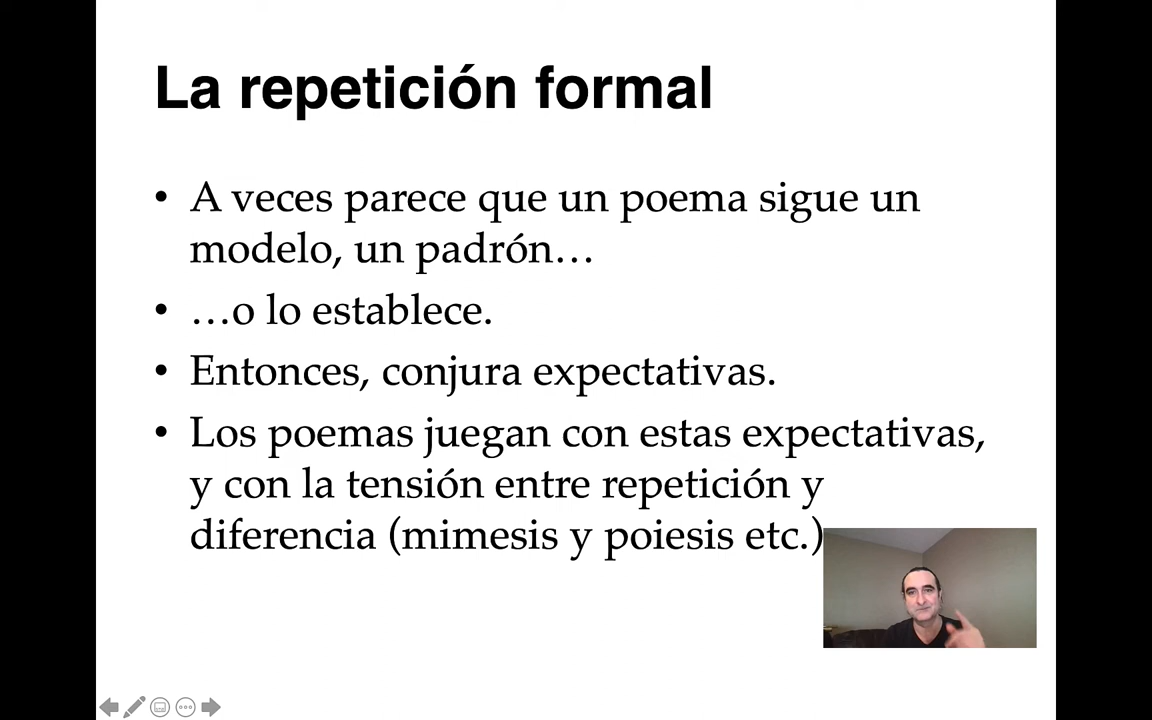 La repetición formal
• A veces parece que un poema sigue un
modelo, un padrón…
• …o lo establece.
• Entonces, conjura expectativas.
• Los poemas juegan con estas expectativas,
y con la tensión entre repetición y
diferencia (mimesis y poiesis etc.)